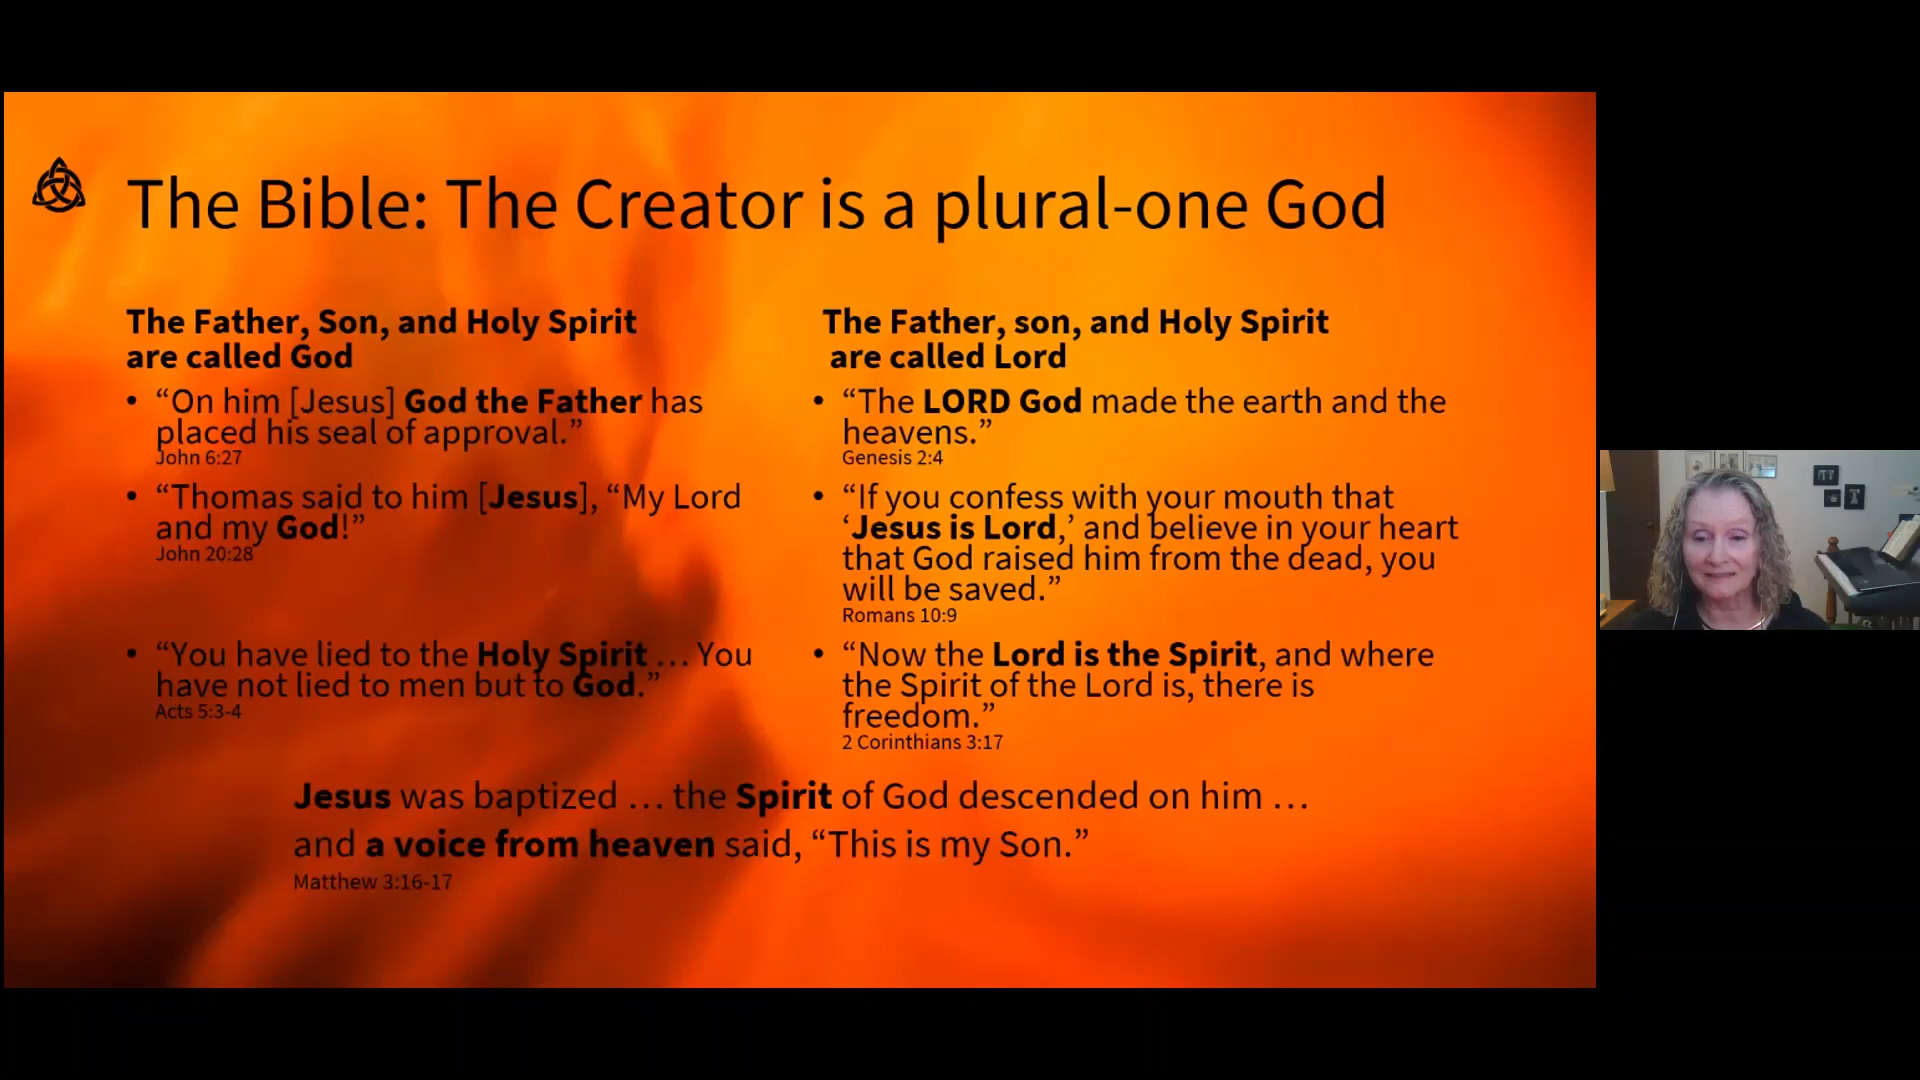 The Bible: The Creator is a plural-one God
The Father, Son, and Holy Spirit
are called God
• “On him [Jesus] God the Father has
placed his seal of approval.”
John 6:27
• “Thomas said to him [Jesus], “My Lord
and my God!”
John 20:28
• “You have lied to the Holy Spirit … You
have not lied to men but to God.”
Acts 5:3-4
The Father, son, and Holy Spirit
are called Lord
• “The LORD God made the earth and the
heavens.”
Genesis 2:4
• “If you confess with your mouth that
‘Jesus is Lord,’ and believe in your heart
that God raised him from the dead, you
will be saved.”
Romans 10:9
• “Now the Lord is the Spirit, and where
the Spirit of the Lord is, there is
freedom.”
2 Corinthians 3:17
Jesus was baptized … the Spirit of God descended on him …
and a voice from heaven said, “This is my Son.”
Matthew 3:16-17